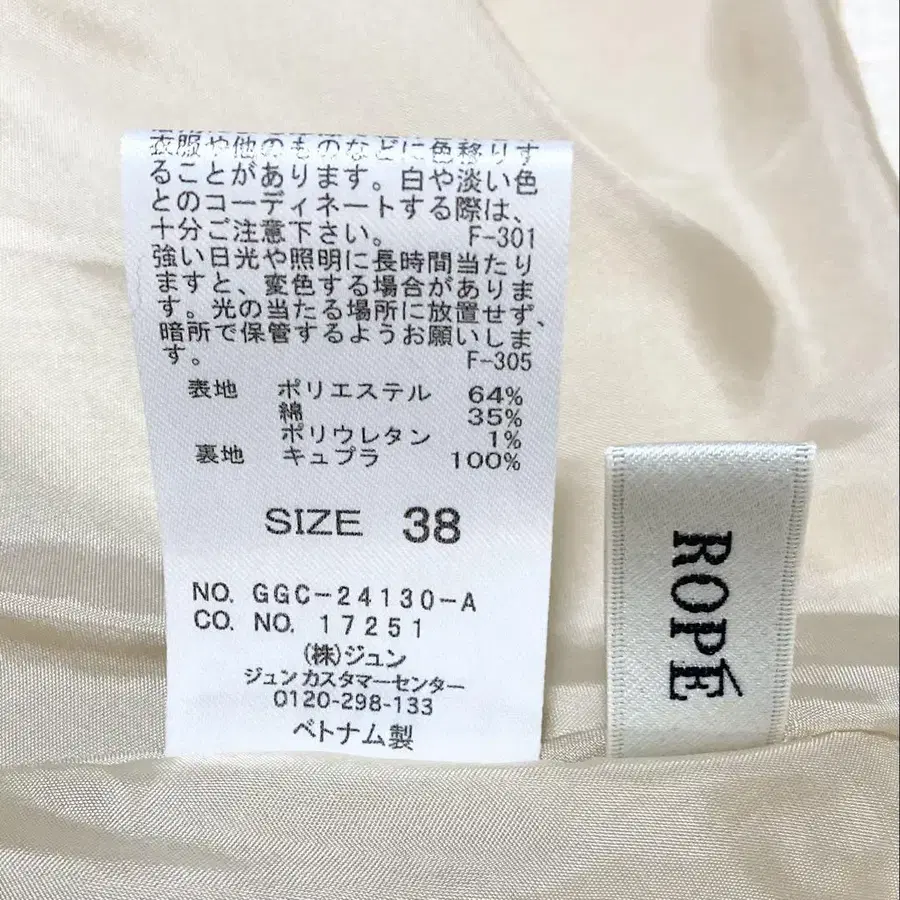 衣服や他のものなどに色移りす
ることがあります。白や淡い色
とのコーディネートする際は、
十分ご注意下さい。 F-301
強い日光や照明に長時間当たり
ますと、変色する場合がありま
す。光の当たる場所に放置せず、
暗所で保管するようお願いしま
す。 F-305
表地 ポリエステル 64%
綿 35%
ポリウレタン 1%
裏地 キュプラ 100%
SIZE 38
NO. GGC-24130-A
CO. NO. 17251
(株)ジュン
ジュン カスタマーセンター
0120-298-133
ベトナム製
ROPÉ